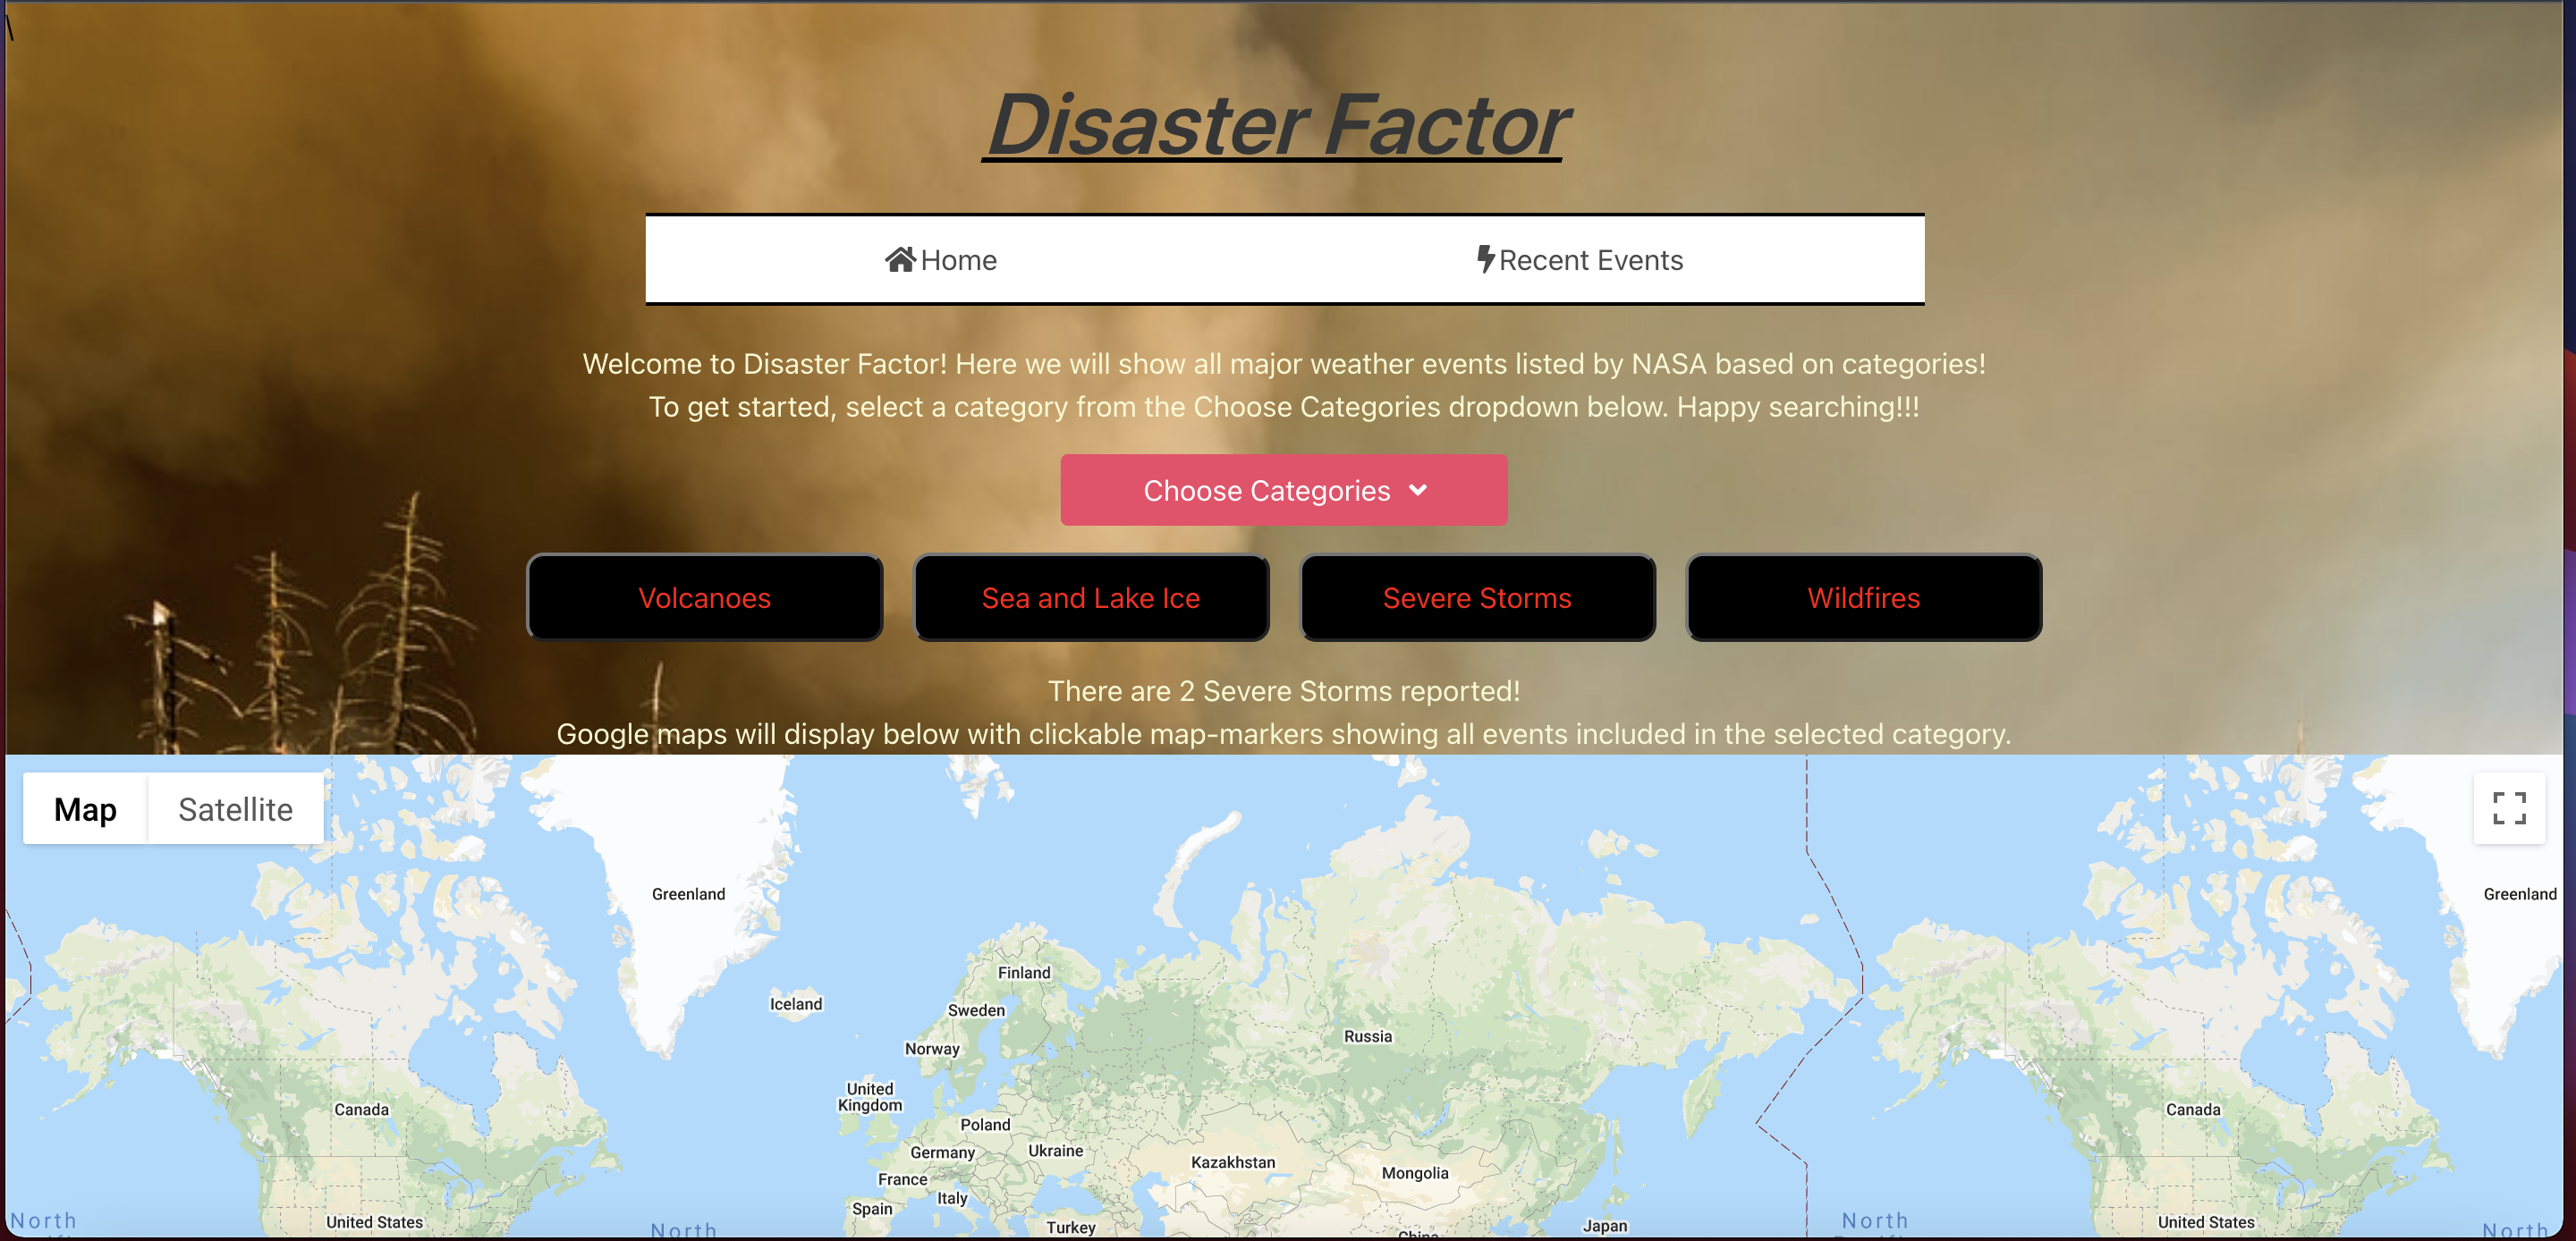 \
Disaster Factor
Home
Recent Events
Welcome to Disaster Factor! Here we will show all major weather events listed by NASA based on categories!
To get started, select a category from the Choose Categories dropdown below. Happy searching!!!
Choose Categories
Volcanoes
Sea and Lake Ice
Severe Storms
Wildfires
There are 2 Severe Storms reported!
Google maps will display below with clickable map-markers showing all events included in the selected category.
Map
Satellite
Greenland
Greenland
Finland
Iceland
Sweden
Russia
Norway
United
Kingdom
Canada
Canada
Poland
Ukraine
Germany
Kazakhstan
Mongolia
France
Italy
Spain
United States
Turkey
Japan
United States
North
North
North
North